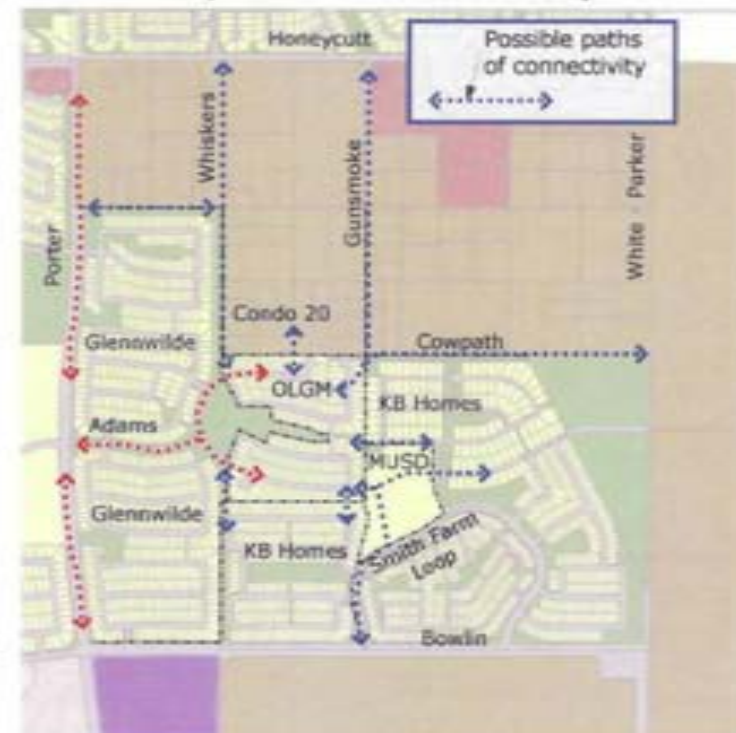 Honeycutt
Possible paths
of connectivity
Whiskers
Gunsmoke
White - Parker
Porter
Condo 20
Glennwilde
Cowpath
OLGM
KB Homes
Adams
MUSD
Glennwilde
KB Homes
Smith Farm
Loop
Bowlin